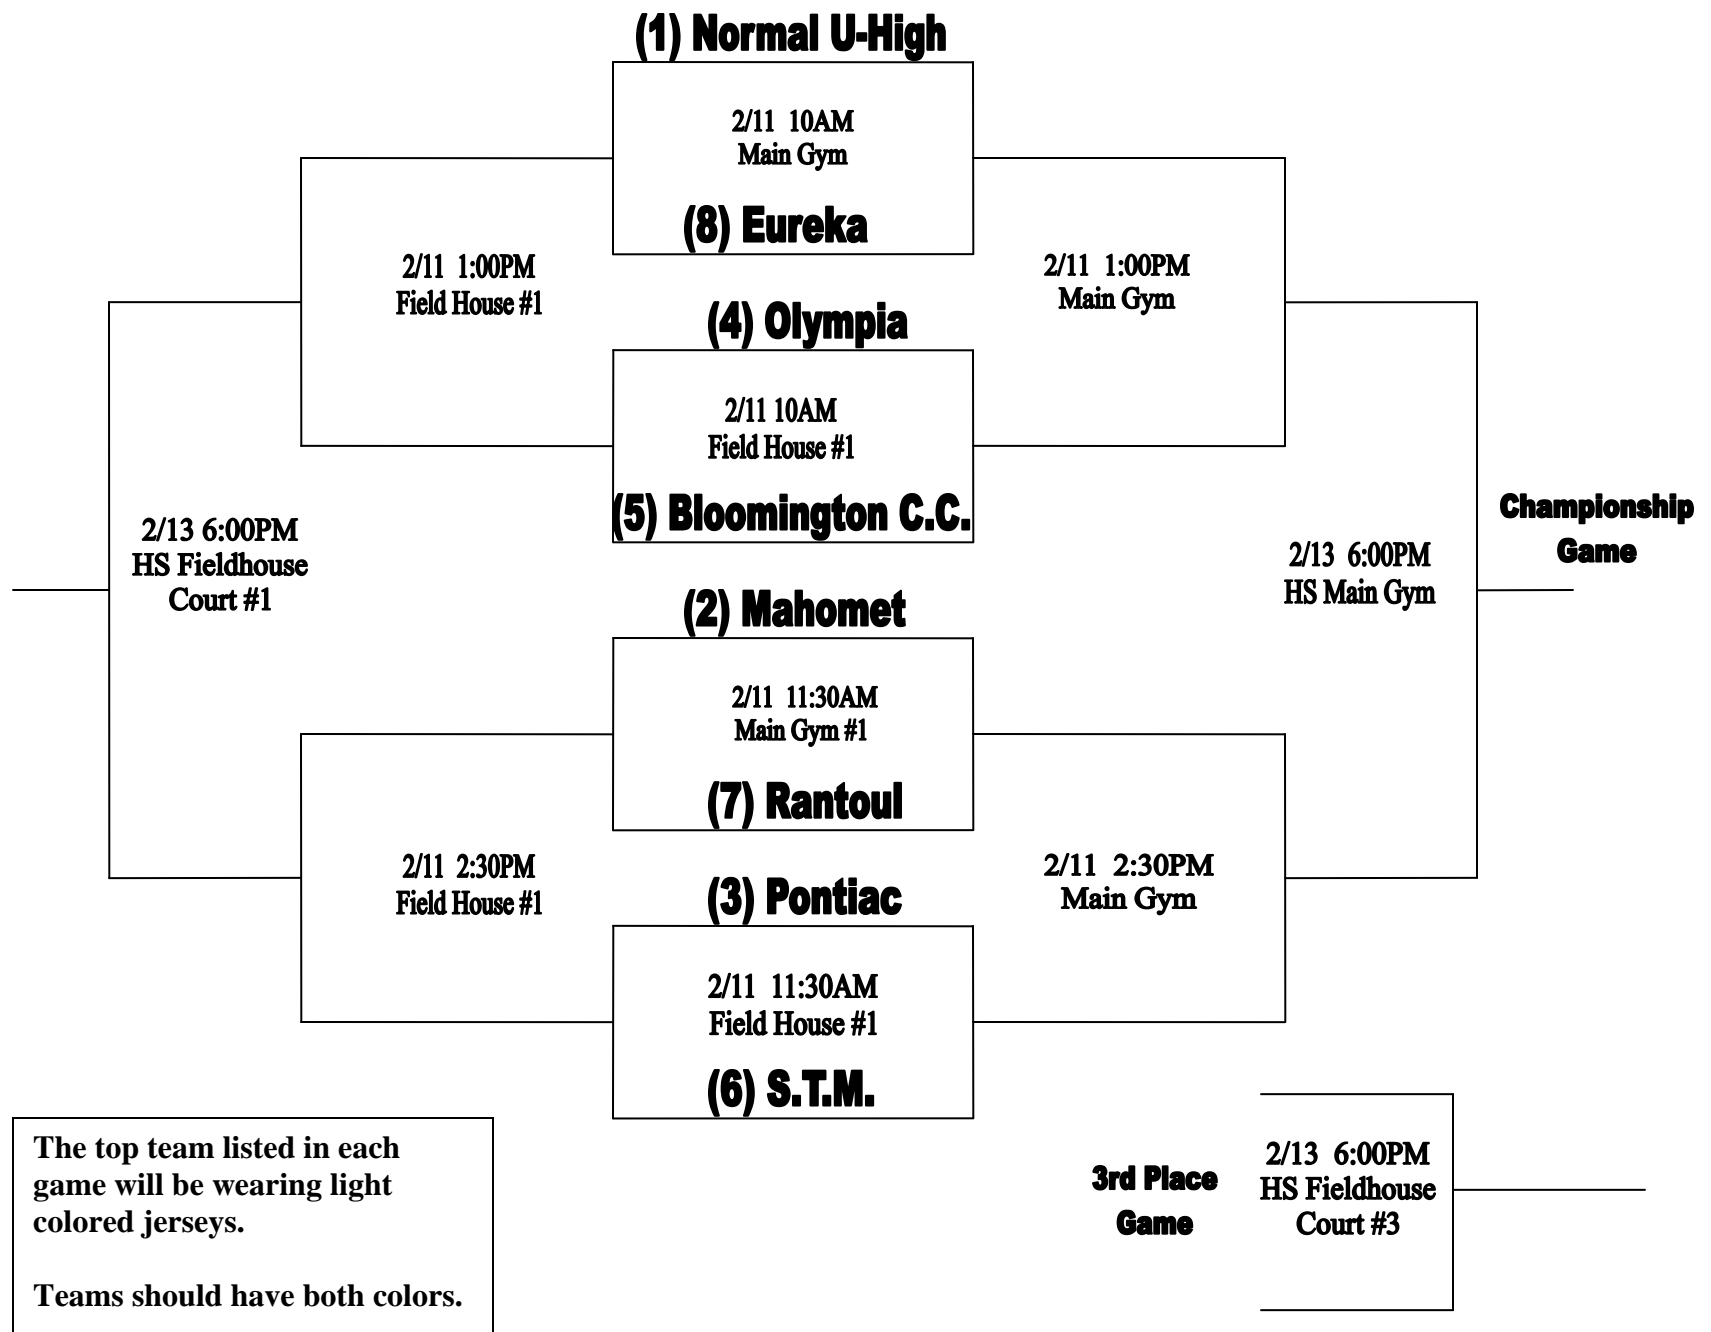 (1) Normal U-High
2/11 10AM
Main Gym
(8) Eureka
2/11 1:00PM
Field House #1
2/11 1:00PM
Main Gym
(4) Olympia
2/11 10AM
Field House #1
(5) Bloomington C.C.
2/13 6:00PM
HS Fieldhouse
Court #1
Championship
Game
2/13 6:00PM
HS Main Gym
(2) Mahomet
2/11 11:30AM
Main Gym #1
(7) Rantoul
2/11 2:30PM
Field House #1
2/11 2:30PM
Main Gym
(3) Pontiac
2/11 11:30AM
Field House #1
(6) S.T.M.
The top team listed in each
game will be wearing light
colored jerseys.
Teams should have both colors.
3rd Place
Game
2/13 6:00PM
HS Fieldhouse
Court #3